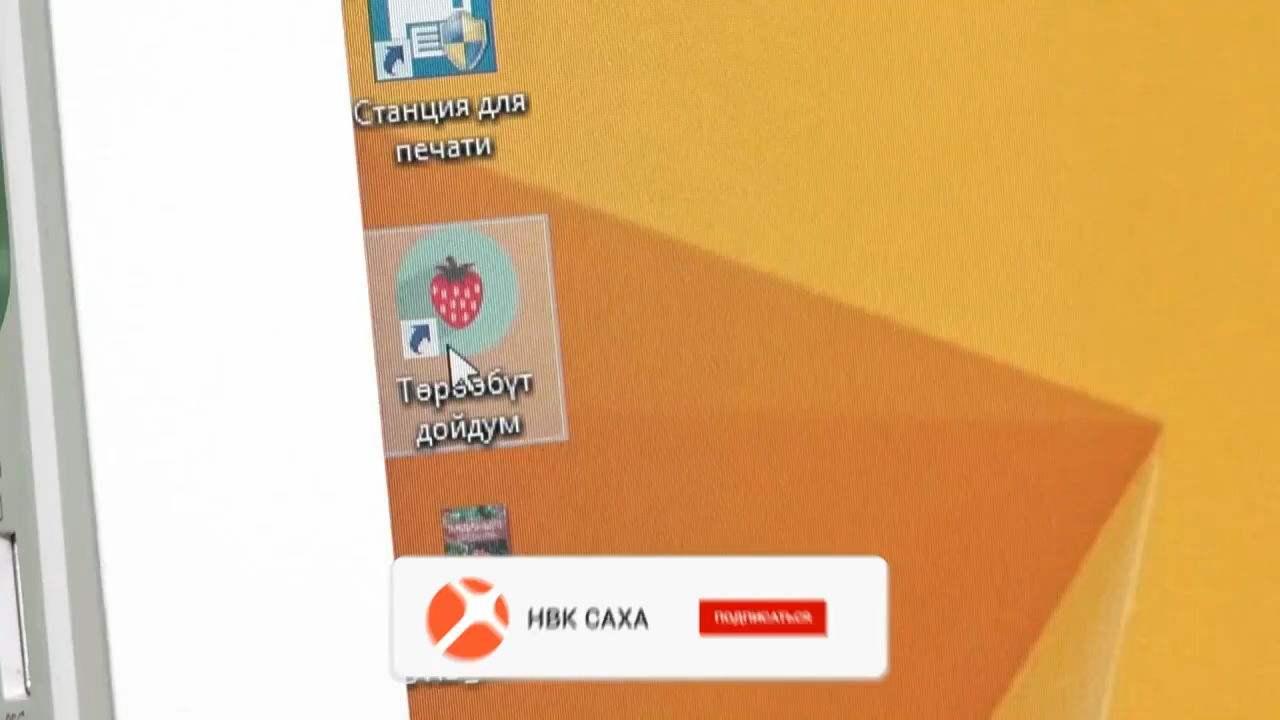 Станция для
печати
Төрөөбүт
дойдум
НВК САХА
ПОДПИСАТЬСЯ